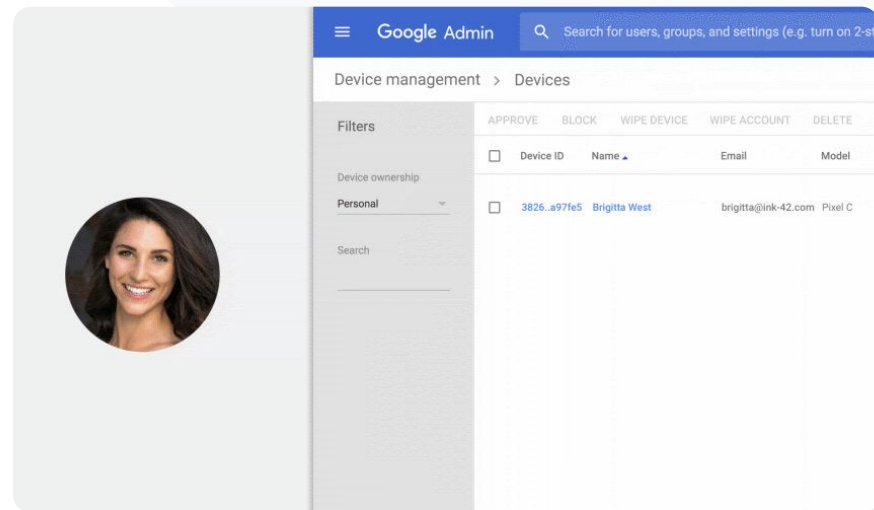 Google Admin
Search for users, groups, and settings (e.g. turn on 2-st
Device management > Devices
Filters
APPROVE BLOCK WIPE DEVICE WIPE ACCOUNT DELETE
Device ID Name Email Model
Device ownership
Personal
3826..a97fe5 Brigitta West brigitta@ink-42.com Pixel C
Search